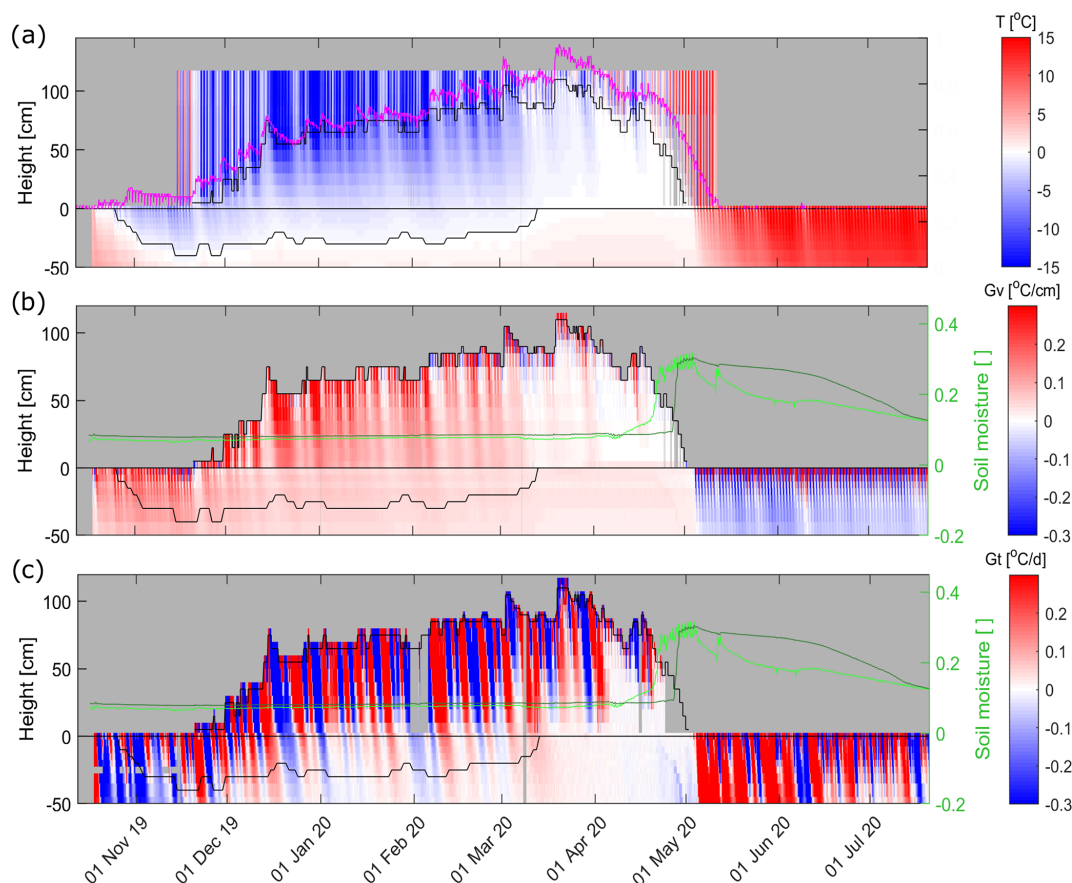 (a)
T [°C]
Height [cm]
100
50
0
-50
15
10
5
0
-5
-10
-15
(b)
Gv [°C/cm]
Height [cm]
100
50
0
-50
0.4
0.2
0
-0.2
Soil moisture [ ]
0.2
0.1
0
-0.1
-0.2
-0.3
(c)
Gt [°C/d]
Height [cm]
100
50
0
-50
0.4
0.2
0
-0.2
Soil moisture [ ]
0.2
0.1
0
-0.1
-0.2
-0.3
01 Nov 19
01 Dec 19
01 Jan 20
01 Feb 20
01 Mar 20
01 Apr 20
01 May 20
01 Jun 20
01 Jul 20